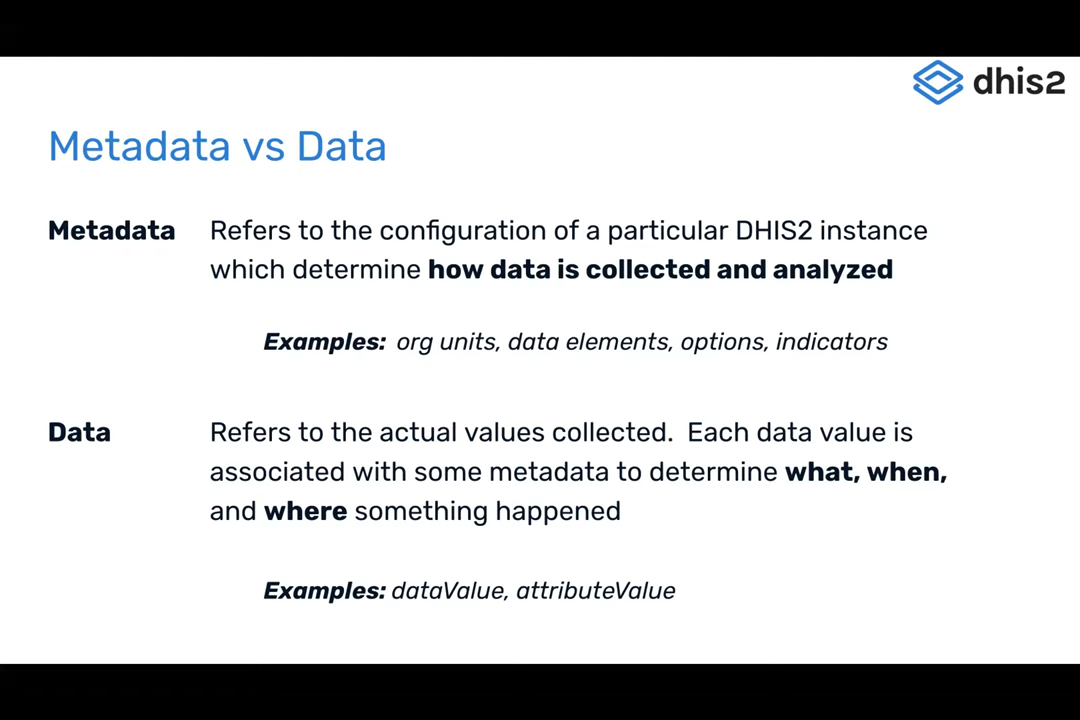 dhis2
Metadata vs Data
Metadata Refers to the configuration of a particular DHIS2 instance
which determine how data is collected and analyzed
Examples: org units, data elements, options, indicators
Data Refers to the actual values collected. Each data value is
associated with some metadata to determine what, when,
and where something happened
Examples: dataValue, attributeValue